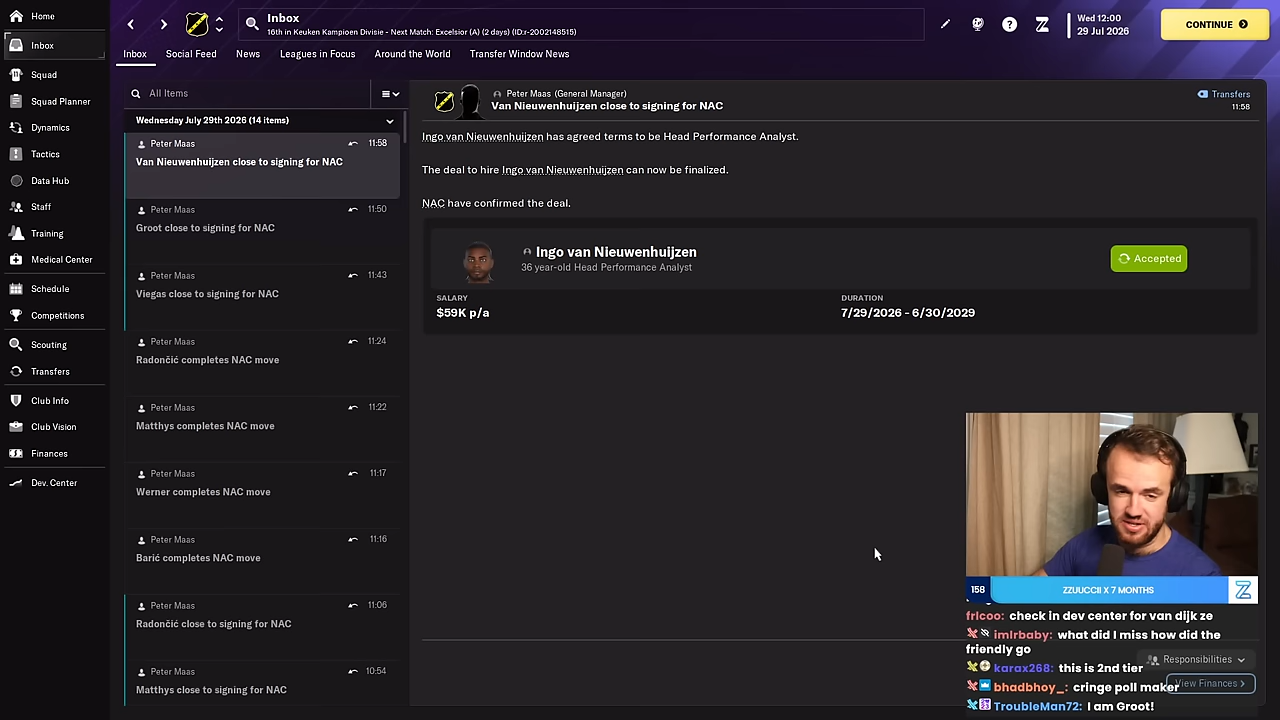 Home
Inbox
Squad
Squad Planner
Dynamics
Tactics
Data Hub
Staff
Training
Medical Center
Schedule
Competitions
Scouting
Transfers
Club Info
Club Vision
Finances
Dev. Center
Inbox
16th in Keuken Kampioen Divisie - Next Match: Excelsior (A) (2 days) (ID:r-2002148515)
Wed 12:00
29 Jul 2026
CONTINUE
Inbox
Social Feed
News
Leagues in Focus
Around the World
Transfer Window News
All Items
Wednesday July 29th 2026 (14 items)
Peter Maas 11:58
Van Nieuwenhuijzen close to signing for NAC
Peter Maas 11:50
Groot close to signing for NAC
Peter Maas 11:43
Viegas close to signing for NAC
Peter Maas 11:24
Radončić completes NAC move
Peter Maas 11:22
Matthys completes NAC move
Peter Maas 11:17
Werner completes NAC move
Peter Maas 11:16
Barić completes NAC move
Peter Maas 11:06
Radončić close to signing for NAC
Peter Maas 10:54
Matthys close to signing for NAC
Peter Maas (General Manager)
Van Nieuwenhuijzen close to signing for NAC
Transfers
11:58
Ingo van Nieuwenhuijzen has agreed terms to be Head Performance Analyst.
The deal to hire Ingo van Nieuwenhuijzen can now be finalized.
NAC have confirmed the deal.
Ingo van Nieuwenhuijzen
36 year-old Head Performance Analyst
Accepted
SALARY
$59K p/a
DURATION
7/29/2026 - 6/30/2029
158 ZZUUCCII X 7 MONTHS
frlcoo: check in dev center for van dijk ze
imlrbaby: what did I miss how did the
friendly go
karax268: this is 2nd tier
bhadbhoy_: cringe poll maker
TroubleMan72: I am Groot!
Responsibilities
View Finances